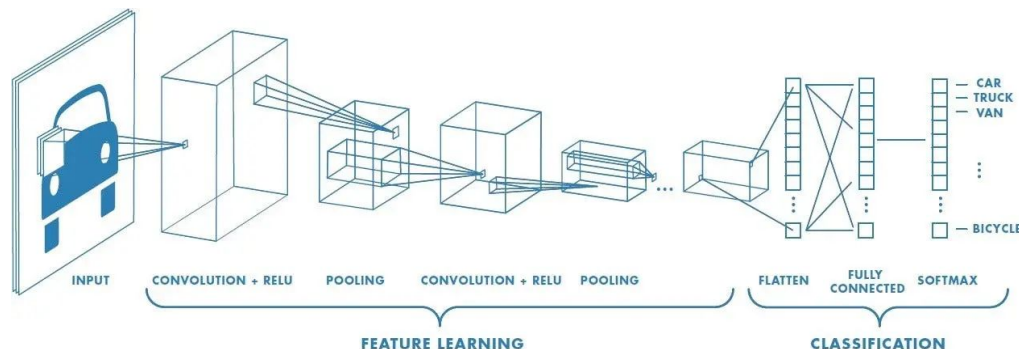 CAR
TRUCK
VAN
BICYCLE
INPUT
CONVOLUTION + RELU
POOLING
CONVOLUTION + RELU
POOLING
FLATTEN
FULLY
CONNECTED
SOFTMAX
FEATURE LEARNING
CLASSIFICATION